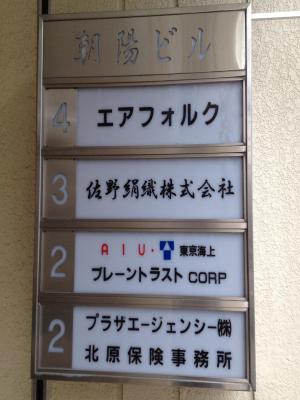 朝陽ビル
4 エアフォルク
3 佐野絹織株式会社
AIU・東京海上
2 ブレーントラスト CORP
プラザエージェンシー㈱
2 北原保険事務所